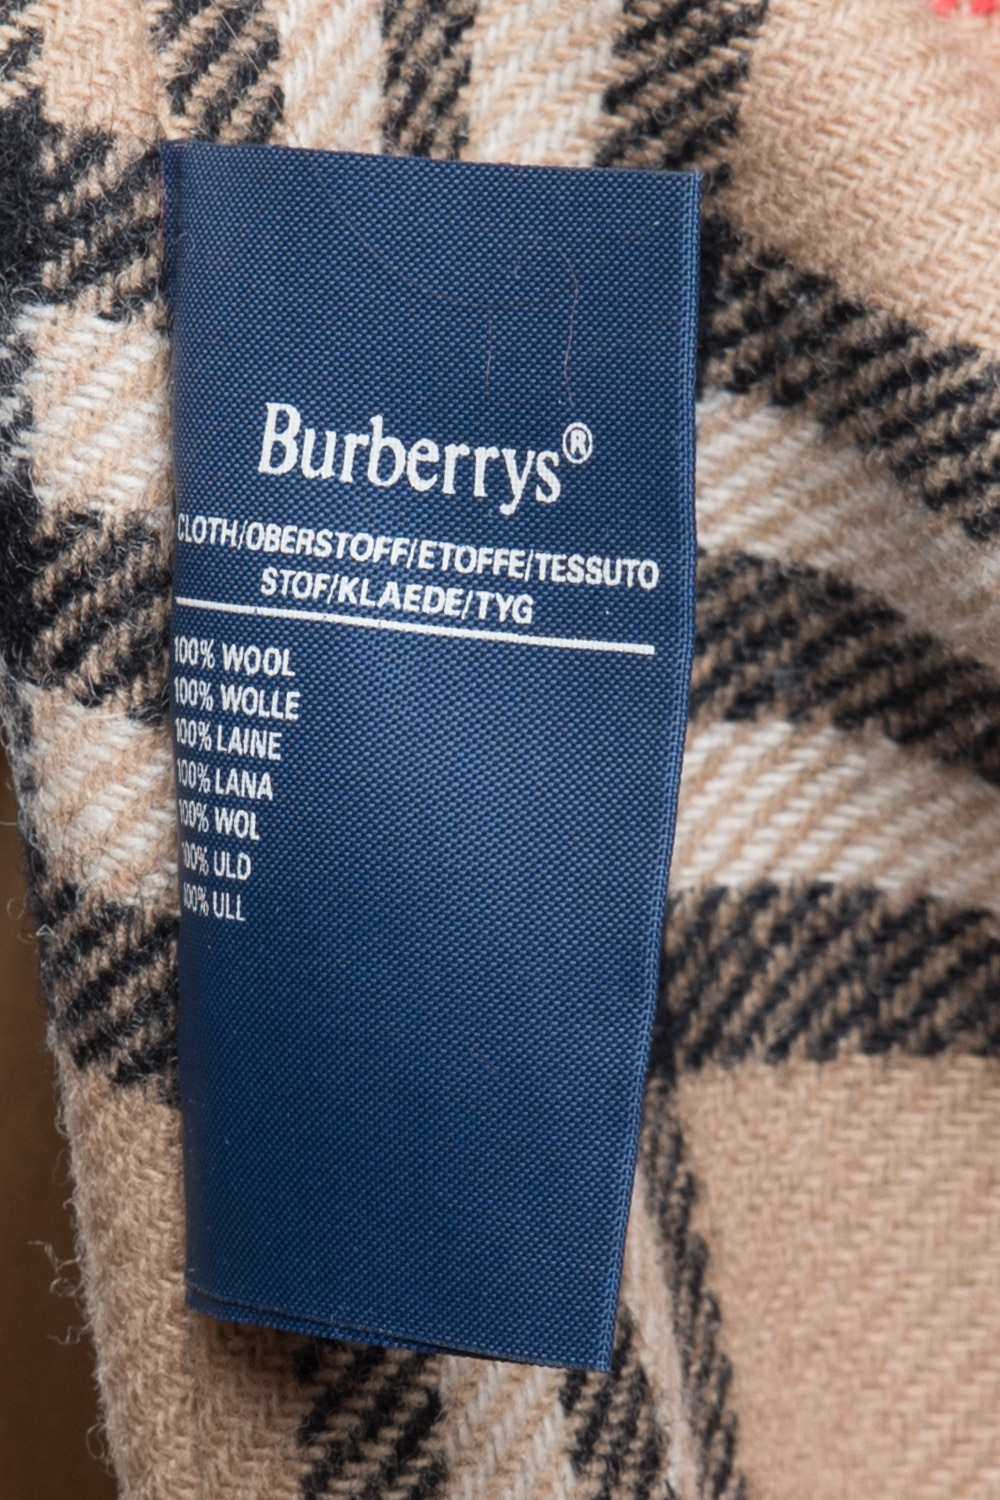 Burberrys®
CLOTH/OBERSTOFF/ETOFFE/TESSUTO
STOF/KLAEDE/TYG
100% WOOL
100% WOLLE
100% LAINE
100% LANA
100% WOL
100% ULD
100% ULL